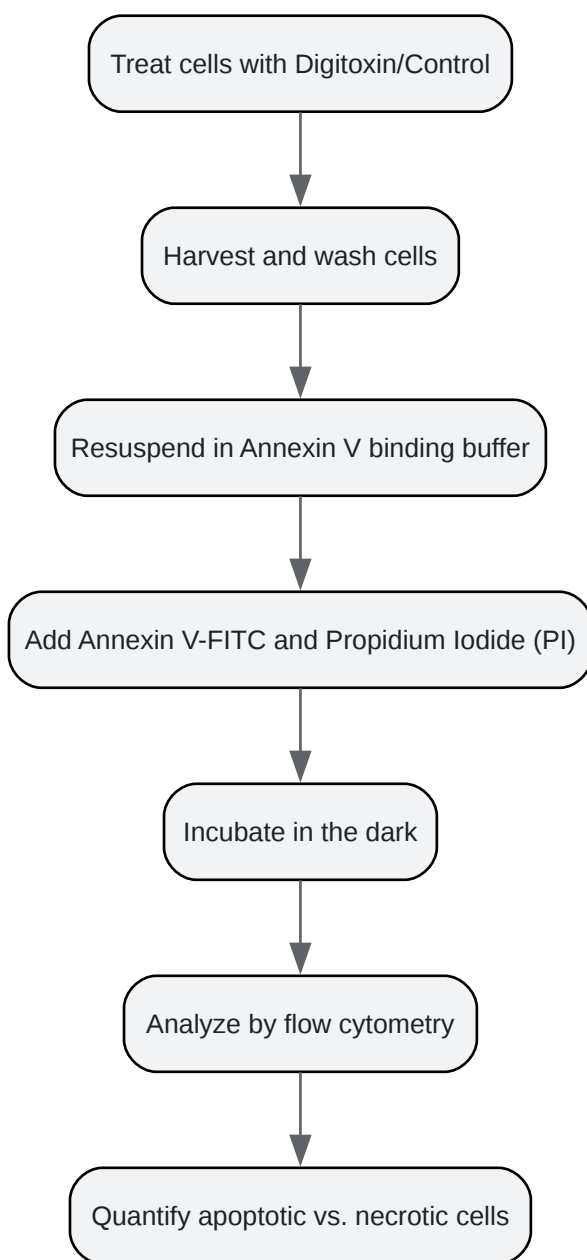 Treat cells with Digitoxin/Control
Harvest and wash cells
Resuspend in Annexin V binding buffer
Add Annexin V-FITC and Propidium Iodide (PI)
Incubate in the dark
Analyze by flow cytometry
Quantify apoptotic vs. necrotic cells